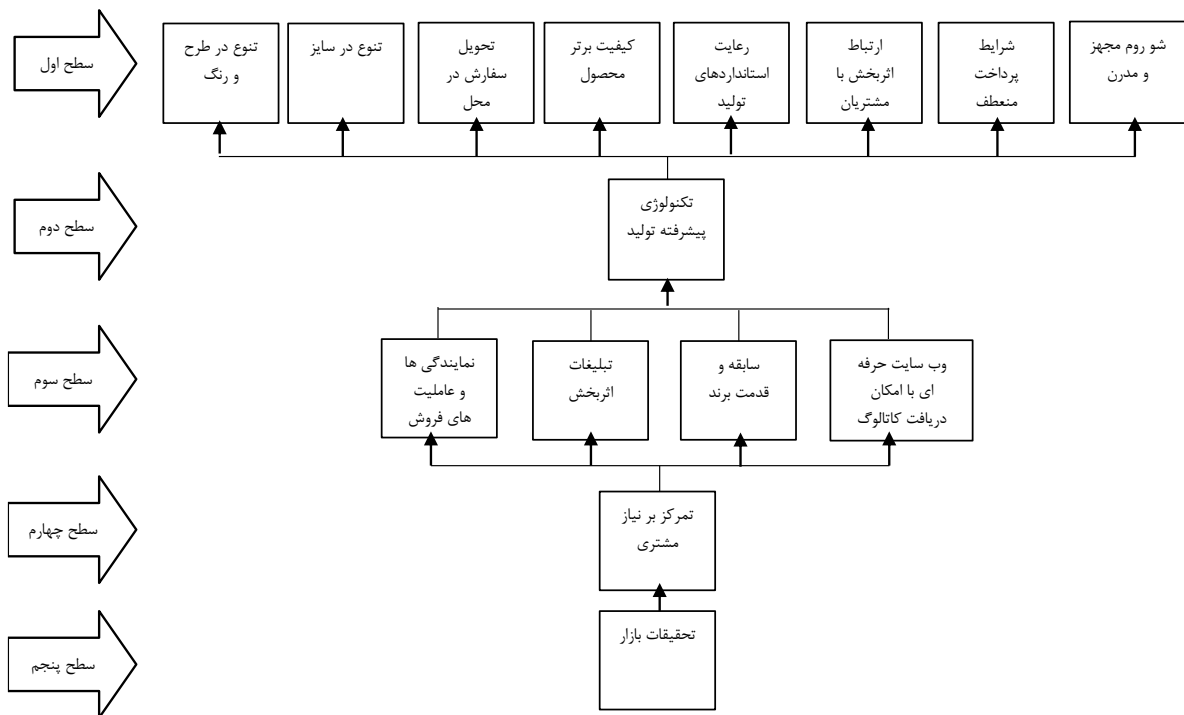 سطح اول
تنوع در طرح
و رنگ
تنوع در سایز
تحویل
سفارش در
محل
کیفیت برتر
محصول
رعایت
استانداردهای
تولید
ارتباط
اثربخش با
مشتریان
شرایط
پرداخت
منعطف
شو روم مجهز
و مدرن
سطح دوم
تکنولوژی
پیشرفته تولید
سطح سوم
نمایندگی ها
و عاملیت
های فروش
تبلیغات
اثربخش
سابقه و
قدمت برند
وب سایت حرفه
ای با امکان
دریافت کاتالوگ
سطح چهارم
تمرکز بر نیاز
مشتری
سطح پنجم
تحقیقات بازار